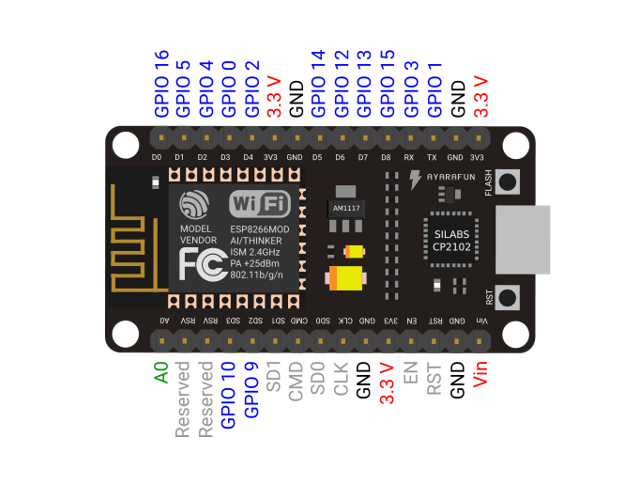 GPIO 16
GPIO 5
GPIO 4
GPIO 0
GPIO 2
3.3 V
GND
GPIO 14
GPIO 12
GPIO 13
GPIO 15
GPIO 3
GPIO 1
GND
3.3 V
D0 D1 D2 D3 D4 3V3 GND D5 D6 D7 D8 RX TX GND 3V3
AYARAFUN
FLASH
WiFi
AM1117
MODEL
VENDOR
ESP8266MOD
AI/THINKER
ISM 2.4GHz
PA +25dBm
802.11b/g/n
FC
SILABS
CP2102
RST
A0 RSV RSV SD3 SD2 SD1 CMD SD0 CLK GND 3V3 EN RST GND Vin
A0
Reserved
Reserved
GPIO 10
GPIO 9
SD1
CMD
SD0
CLK
GND
3.3 V
EN
RST
GND
Vin